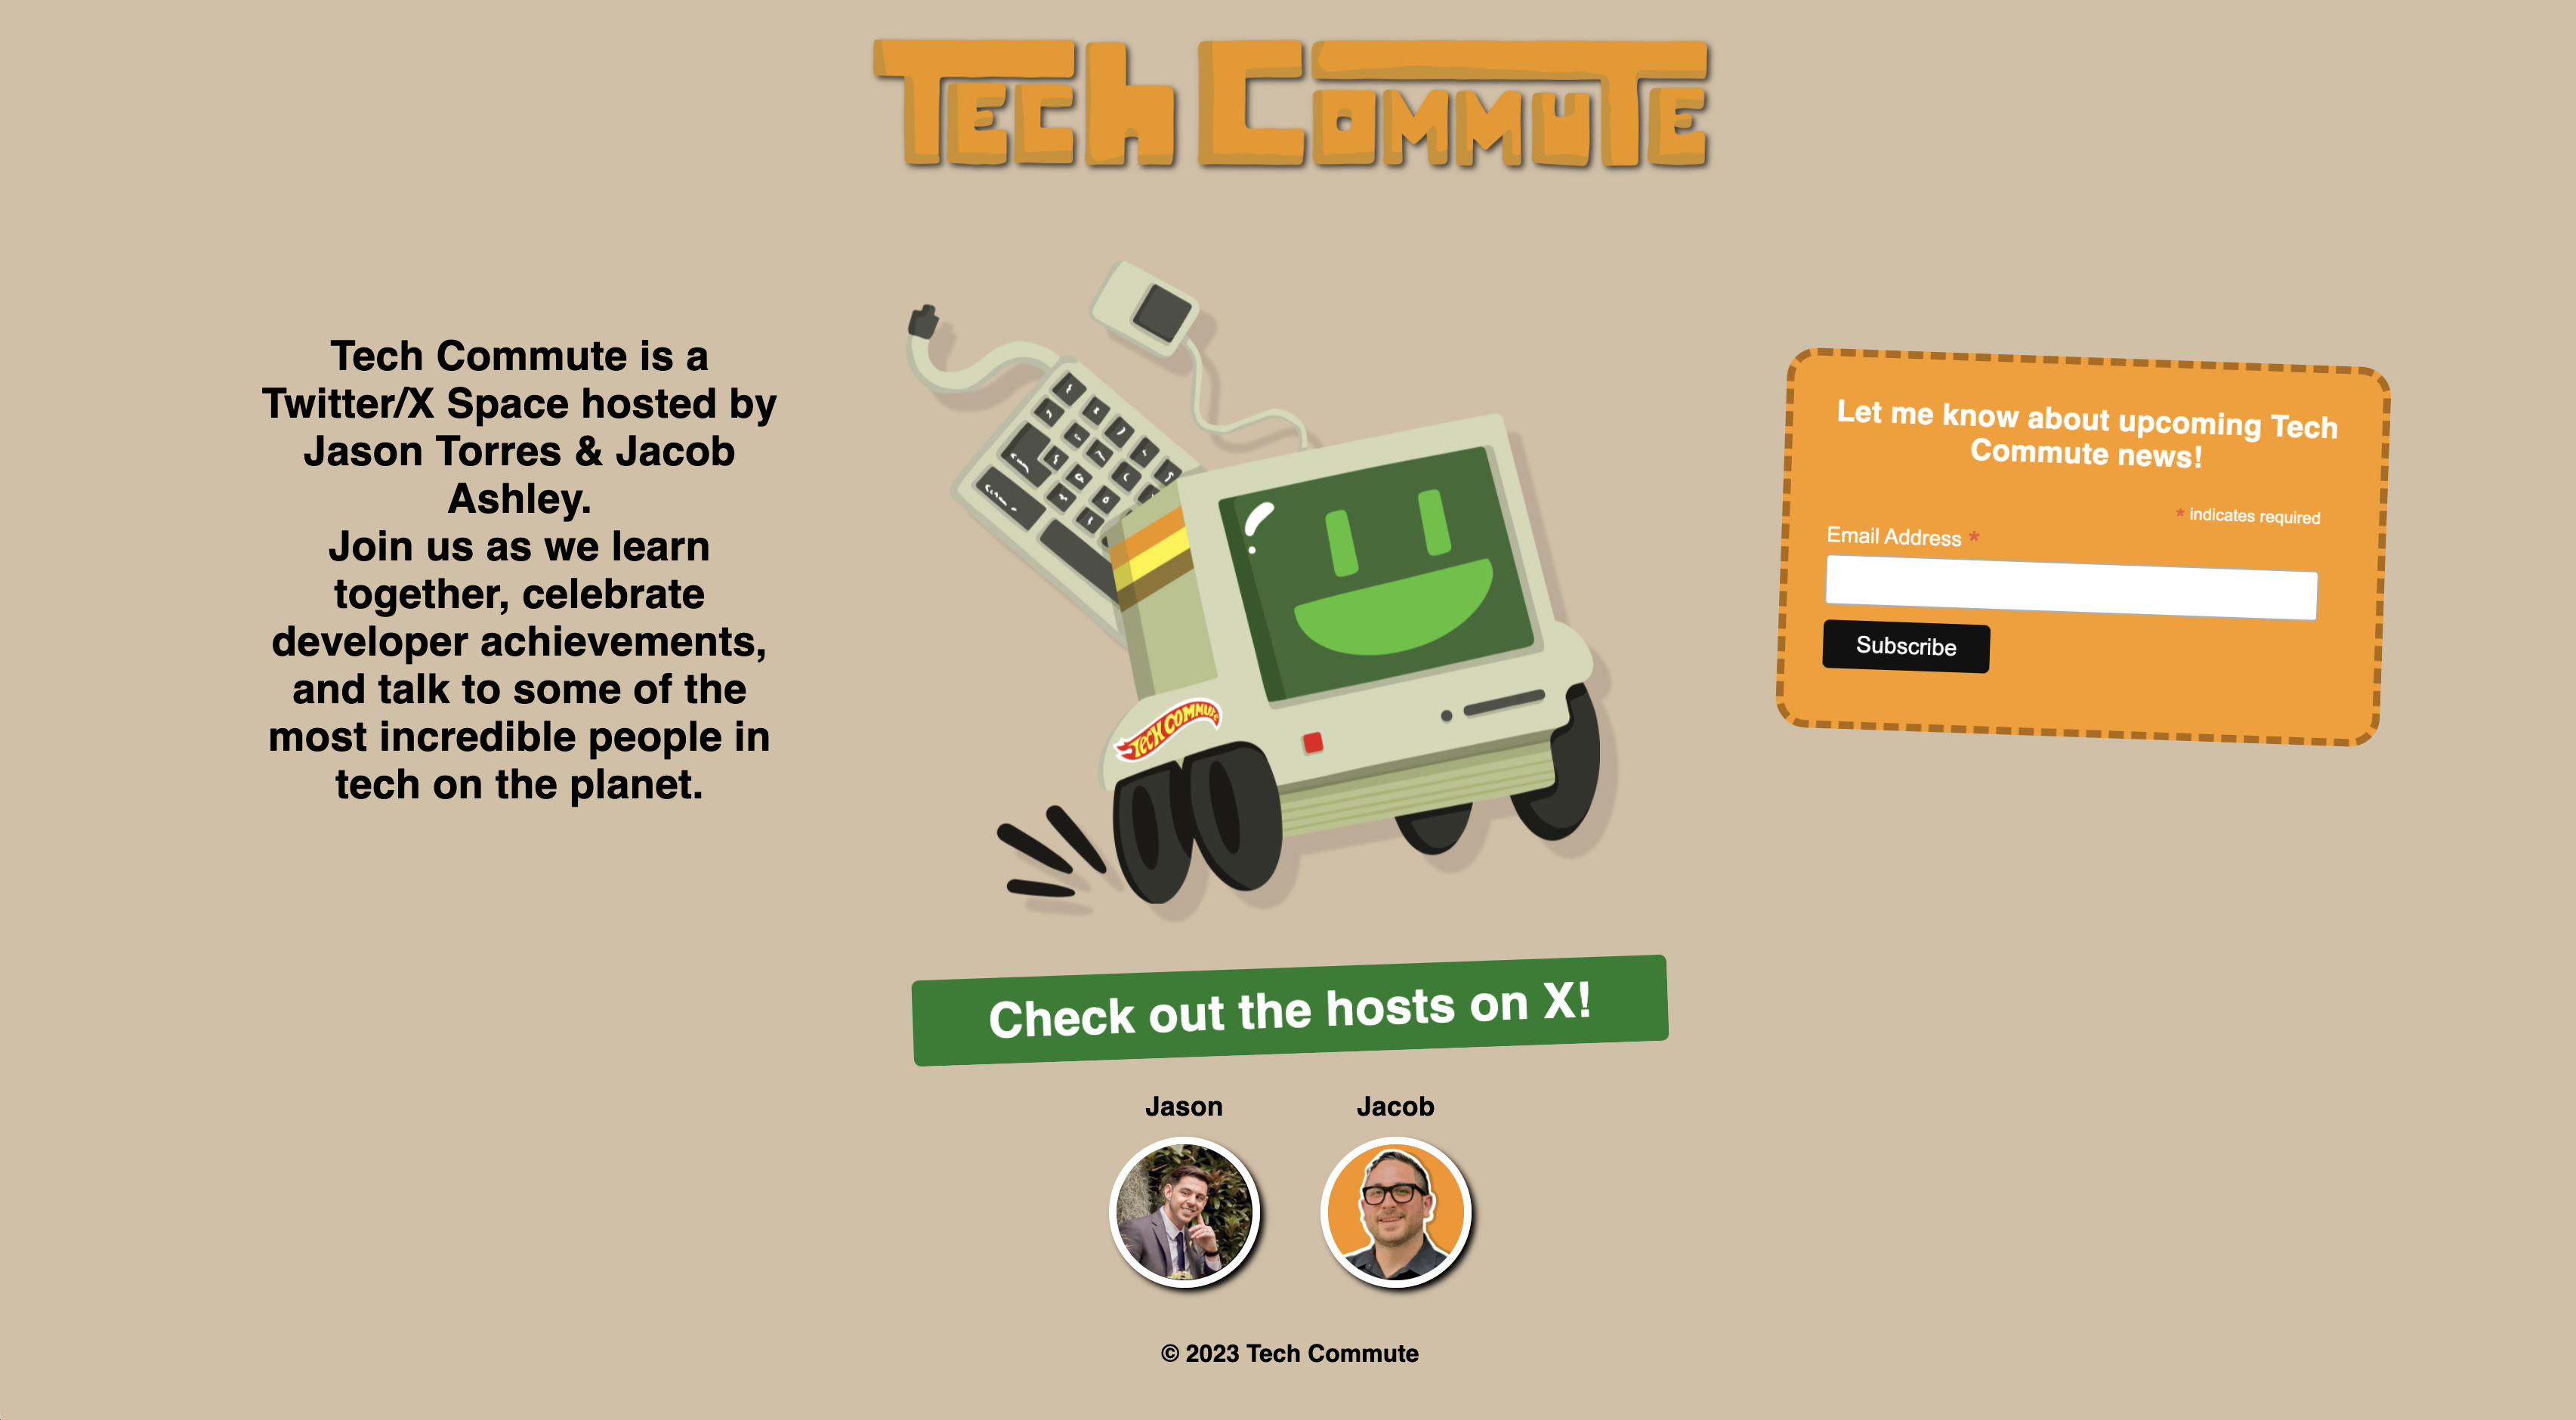 Tech Commute
Tech Commute is a
Twitter/X Space hosted by
Jason Torres & Jacob
Ashley.
Join us as we learn
together, celebrate
developer achievements,
and talk to some of the
most incredible people in
tech on the planet.
TECH COMMUTE
Let me know about upcoming Tech
Commute news!
* indicates required
Email Address *
Subscribe
Check out the hosts on X!
Jason
Jacob
© 2023 Tech Commute